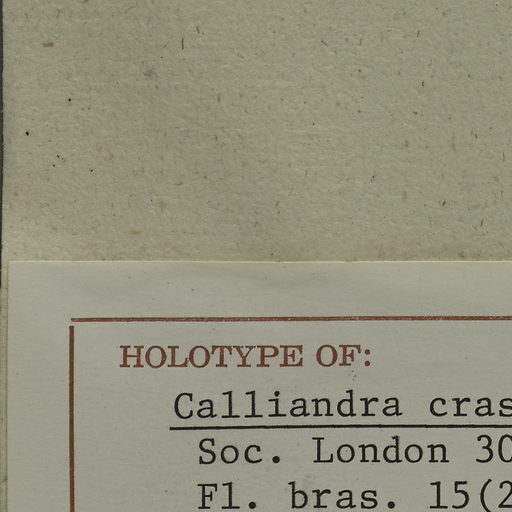 HOLOTYPE OF:
Calliandra cras
Soc. London 30
Fl. bras. 15(2